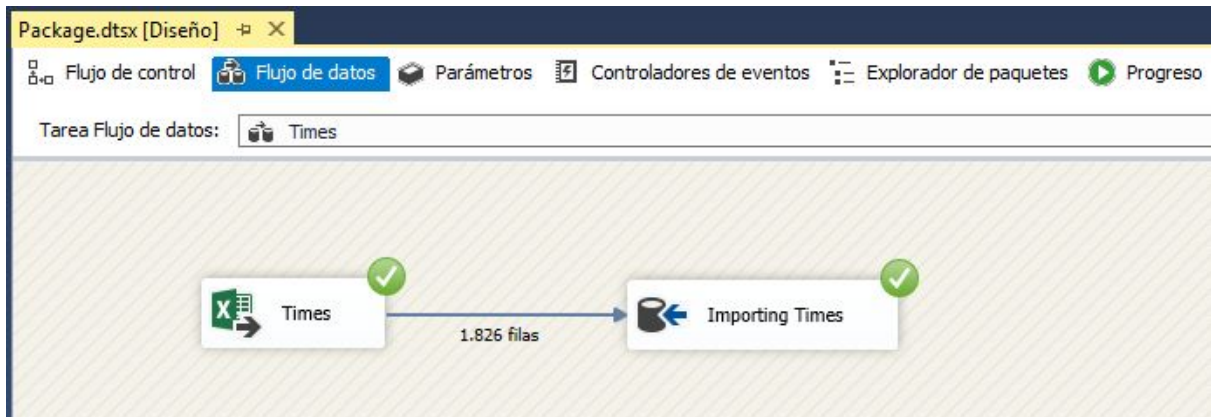 Package.dtsx [Diseño]
Flujo de control Flujo de datos Parámetros Controladores de eventos Explorador de paquetes Progreso
Tarea Flujo de datos: Times
Times
Importing Times
1.826 filas